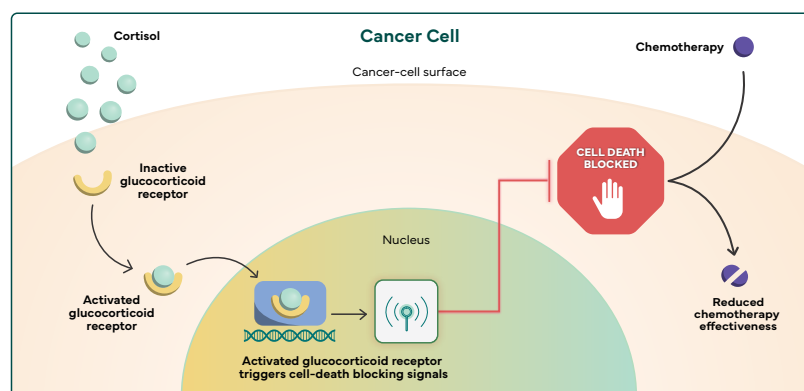 Cortisol
Cancer Cell
Chemotherapy
Cancer-cell surface
CELL DEATH
BLOCKED
Inactive
glucocorticoid
receptor
Nucleus
Activated
glucocorticoid
receptor
Reduced
chemotherapy
effectiveness
Activated glucocorticoid receptor
triggers cell-death blocking signals